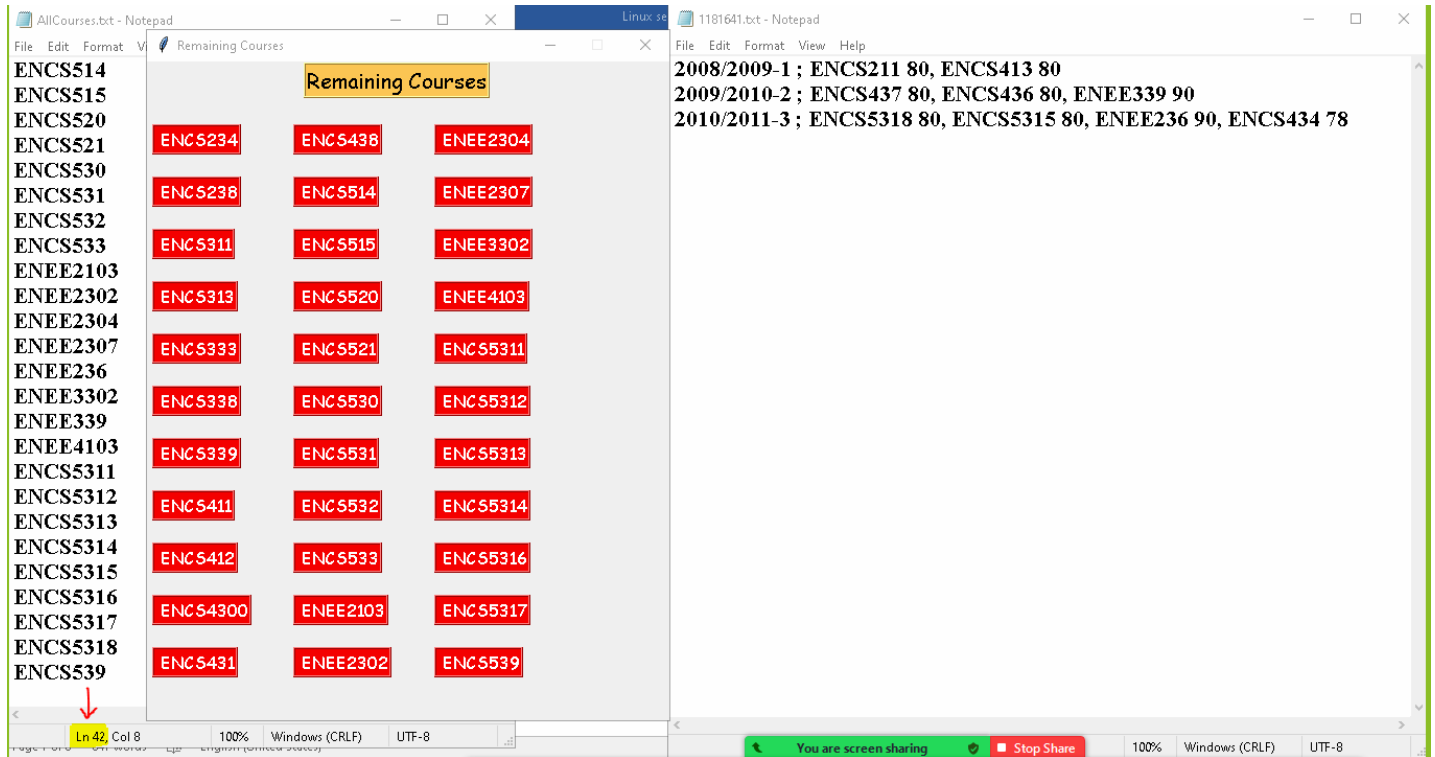 AllCourses.txt - Notepad
File Edit Format Vi
ENCS514
ENCS515
ENCS520
ENCS521
ENCS530
ENCS531
ENCS532
ENCS533
ENEE2103
ENEE2302
ENEE2304
ENEE2307
ENEE236
ENEE3302
ENEE339
ENEE4103
ENCS5311
ENCS5312
ENCS5313
ENCS5314
ENCS5315
ENCS5316
ENCS5317
ENCS5318
ENCS539
Ln 42, Col 8 100% Windows (CRLF) UTF-8
Linux se
Remaining Courses
Remaining Courses
ENCS234 ENCS438 ENEE2304
ENCS238 ENCS514 ENEE2307
ENCS311 ENCS515 ENEE3302
ENCS313 ENCS520 ENEE4103
ENCS333 ENCS521 ENCS5311
ENCS338 ENCS530 ENCS5312
ENCS339 ENCS531 ENCS5313
ENCS411 ENCS532 ENCS5314
ENCS412 ENCS533 ENCS5316
ENCS4300 ENEE2103 ENCS5317
ENCS431 ENEE2302 ENCS539
1181641.txt - Notepad
File Edit Format View Help
2008/2009-1 ; ENCS211 80, ENCS413 80
2009/2010-2 ; ENCS437 80, ENCS436 80, ENEE339 90
2010/2011-3 ; ENCS5318 80, ENCS5315 80, ENEE236 90, ENCS434 78
You are screen sharing Stop Share
100% Windows (CRLF) UTF-8